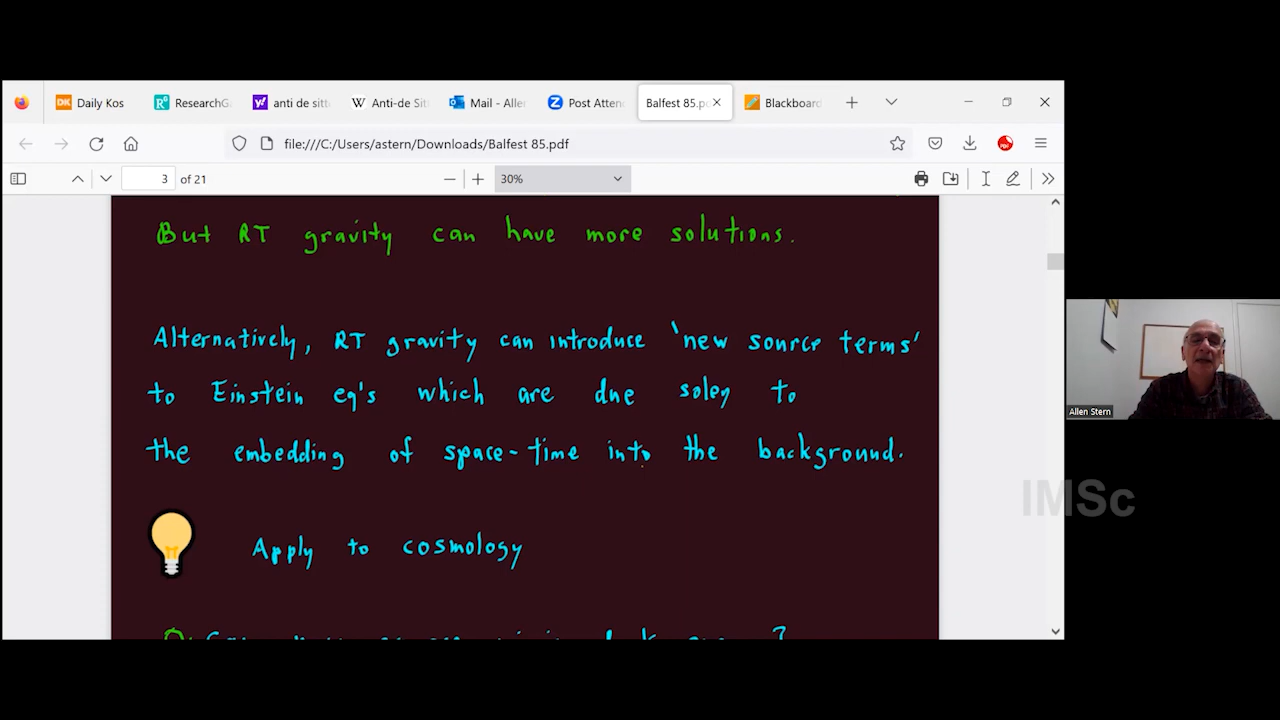 Daily Kos
ResearchG
anti de sitt
Anti-de Sit
Mail - Aller
Post Atten
Balfest 85.p
Blackboard
file:///C:/Users/astern/Downloads/Balfest 85.pdf
3 of 21
30%
But RT gravity can have more solutions.
Alternatively, RT gravity can introduce 'new source terms'
to Einstein eq's which are due soley to
the embedding of space-time into the background.
Apply to cosmology
Q:
?
Allen Stern
IMSc